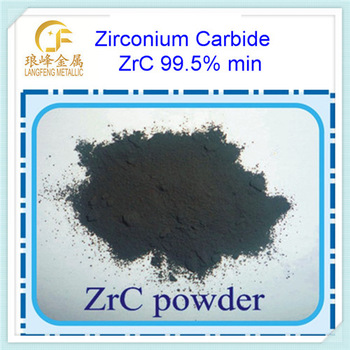 Zirconium Carbide
ZrC 99.5% min
琅峰金属
LANGFENG METALLIC
ZrC powder